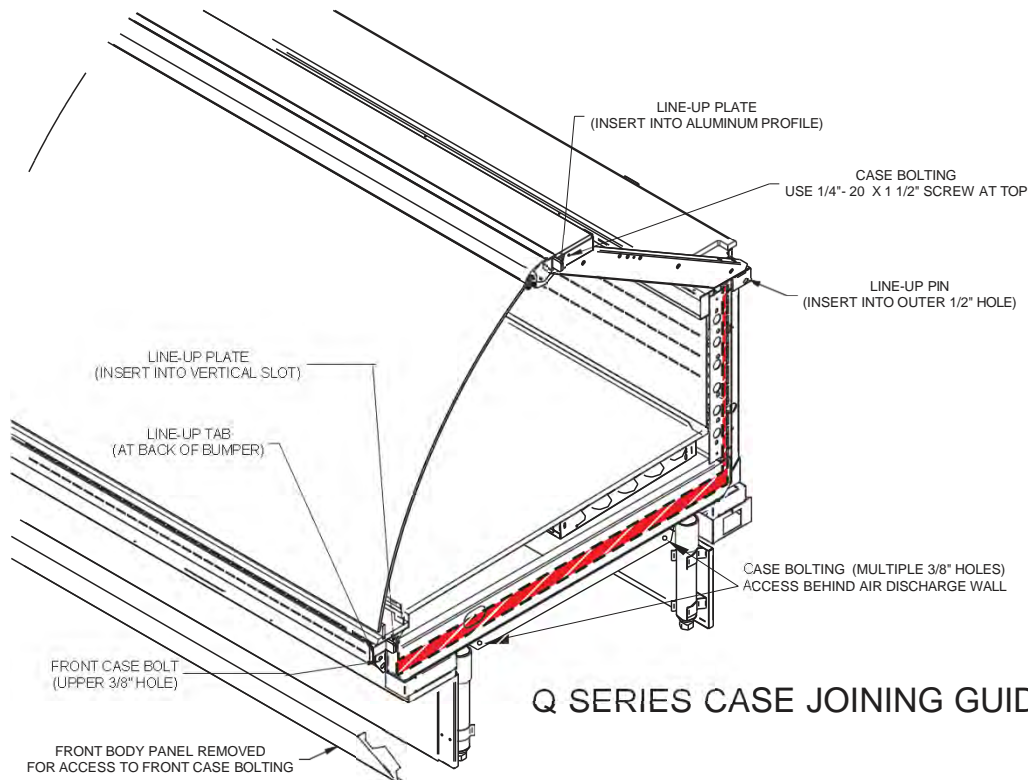 LINE-UP PLATE
(INSERT INTO ALUMINUM PROFILE)
CASE BOLTING
USE 1/4"- 20 X 1 1/2" SCREW AT TOP
LINE-UP PIN
(INSERT INTO OUTER 1/2" HOLE)
LINE-UP PLATE
(INSERT INTO VERTICAL SLOT)
LINE-UP TAB
(AT BACK OF BUMPER)
CASE BOLTING (MULTIPLE 3/8" HOLES)
ACCESS BEHIND AIR DISCHARGE WALL
FRONT CASE BOLT
(UPPER 3/8" HOLE)
Q SERIES CASE JOINING GUID
FRONT BODY PANEL REMOVED
FOR ACCESS TO FRONT CASE BOLTING